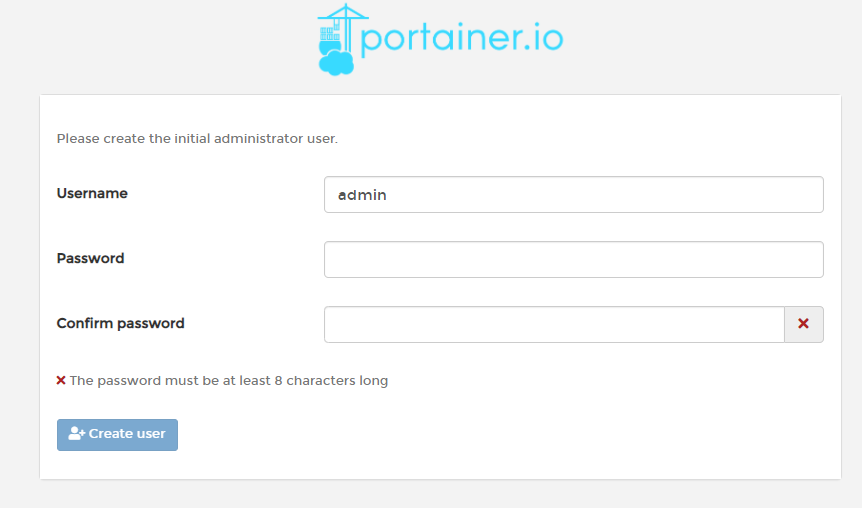 portainer.io
Please create the initial administrator user.
Username
admin
Password
Confirm password
The password must be at least 8 characters long
Create user